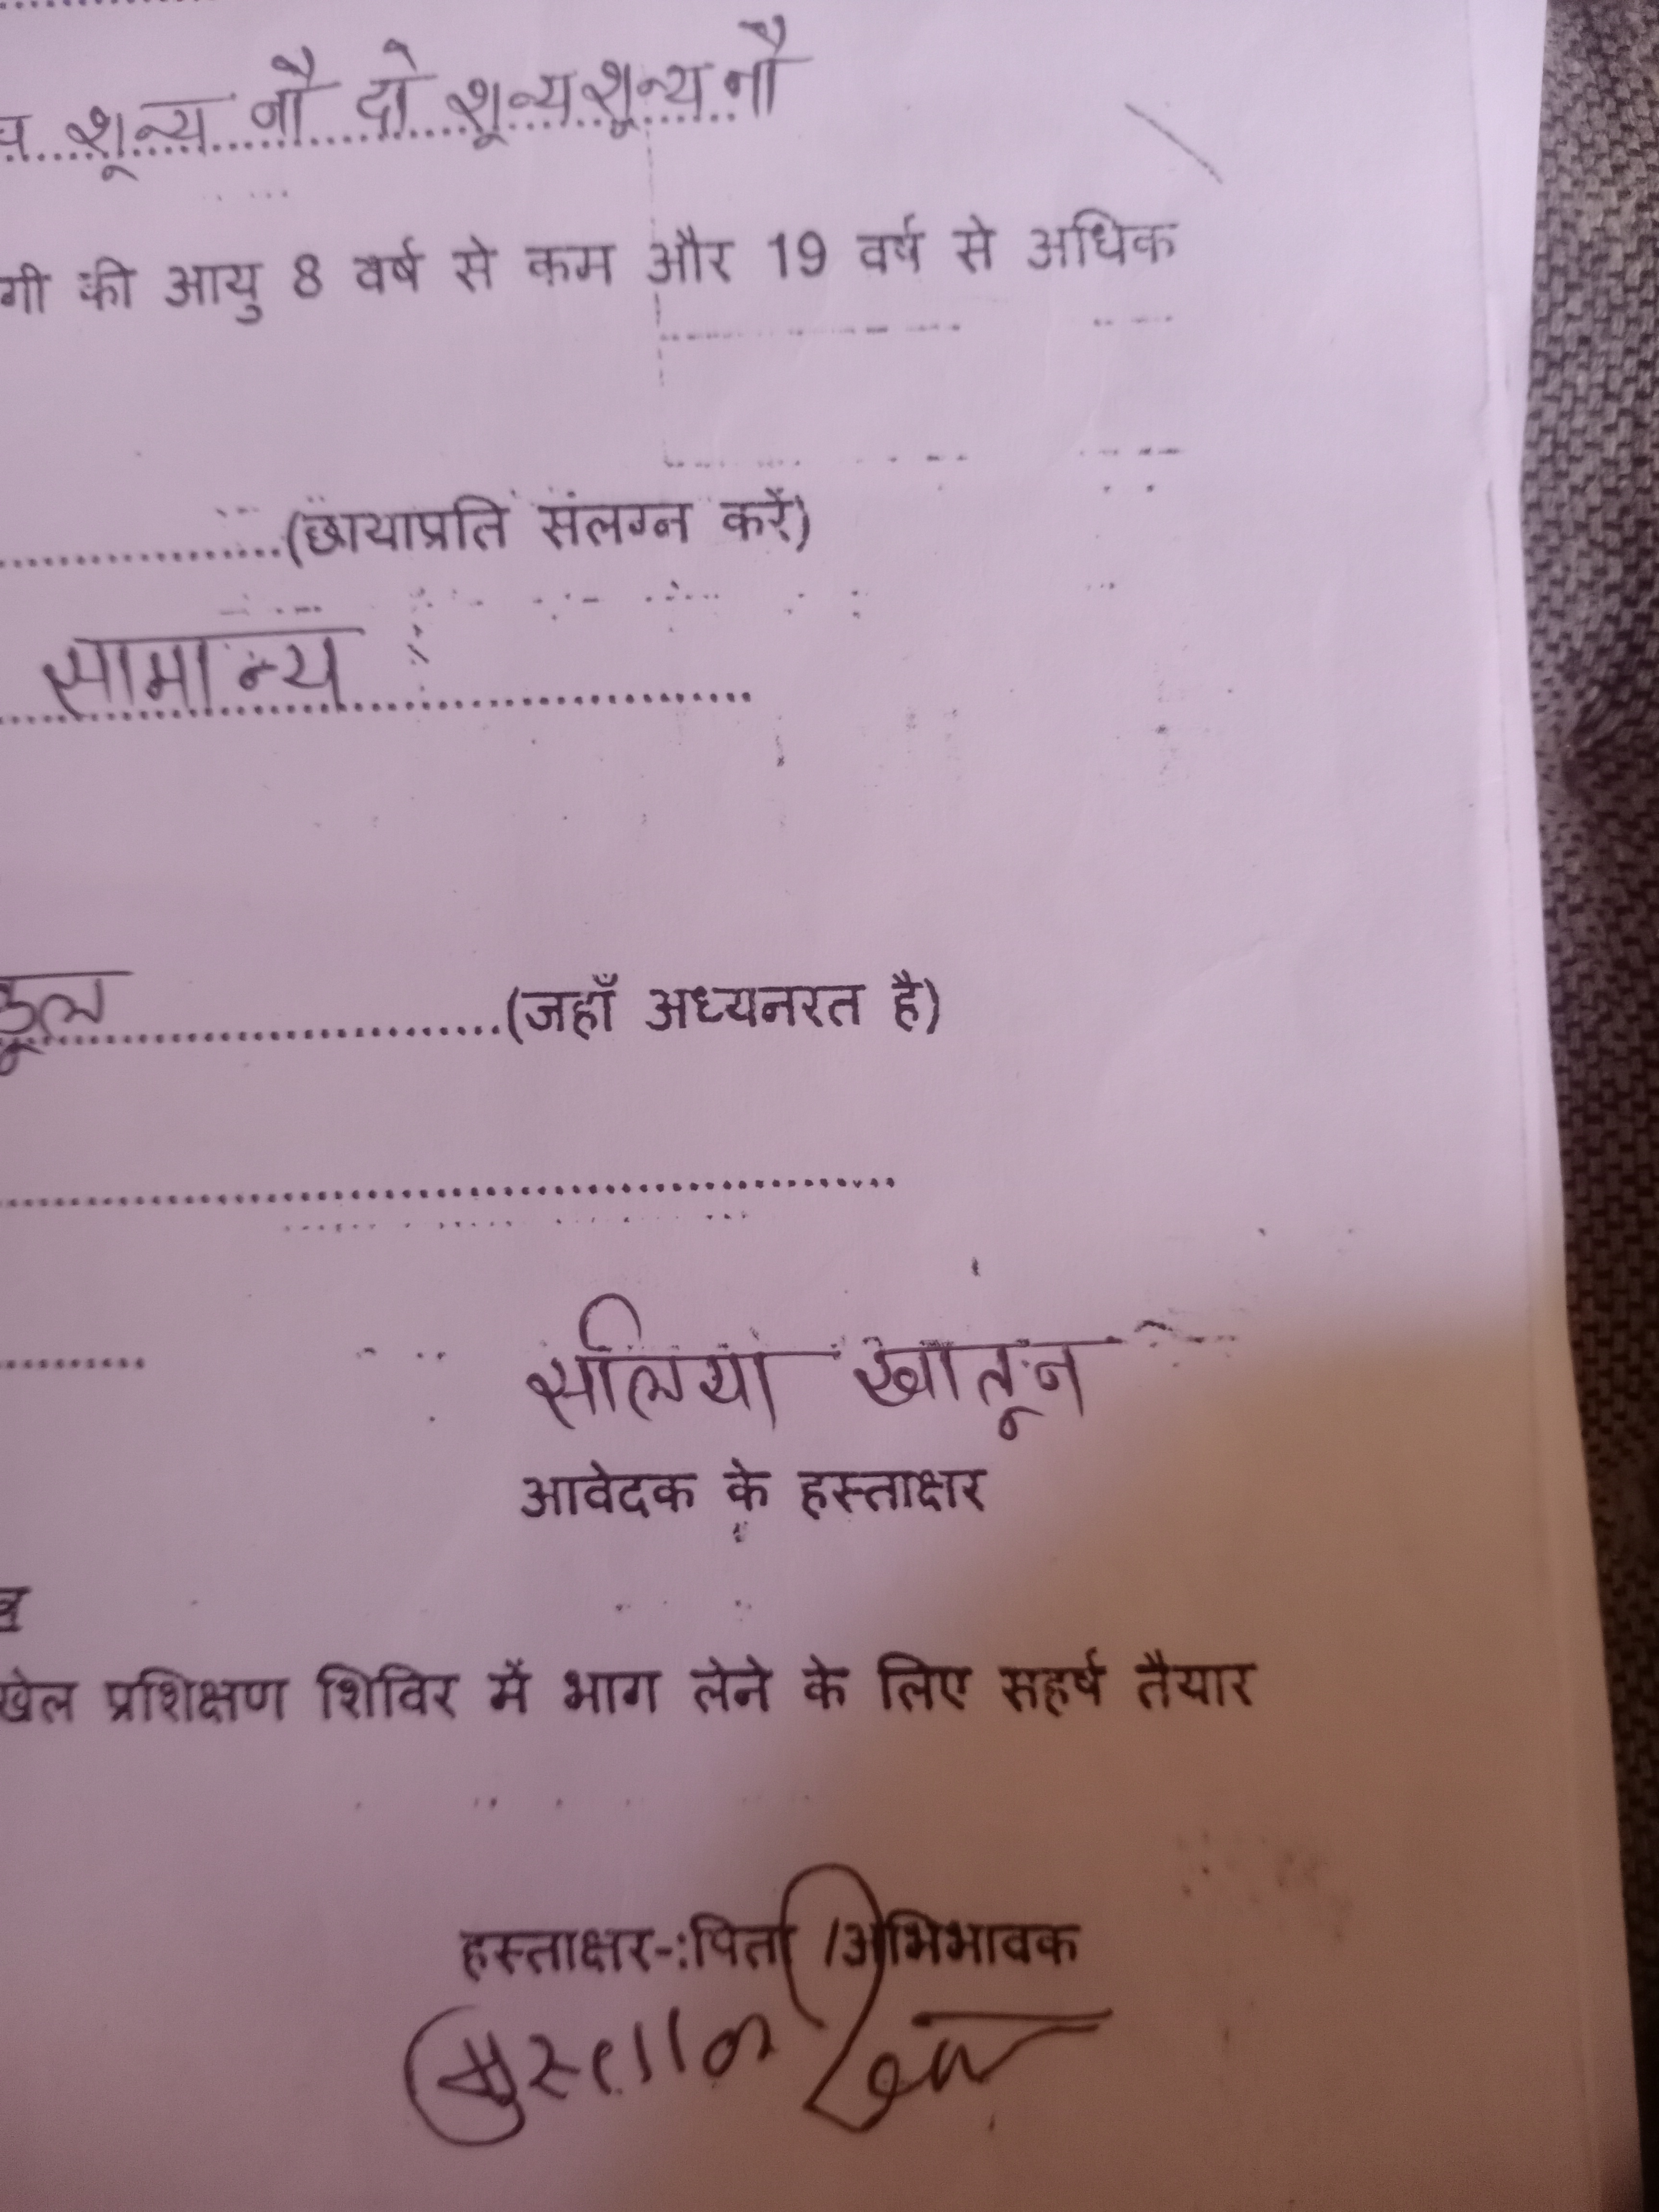 शून्य नौ दो शून्य शून्य नौ
गी की आयु 8 वर्ष से कम और 19 वर्ष से अधिक
(छायाप्रति संलग्न करें)
सामान्य
(जहाँ अध्यनरत है)
सलिया खातून
आवेदक के हस्ताक्षर
खेल प्रशिक्षण शिविर में भाग लेने के लिए सहर्ष तैयार
हस्ताक्षर-:पिता /अभिभावक